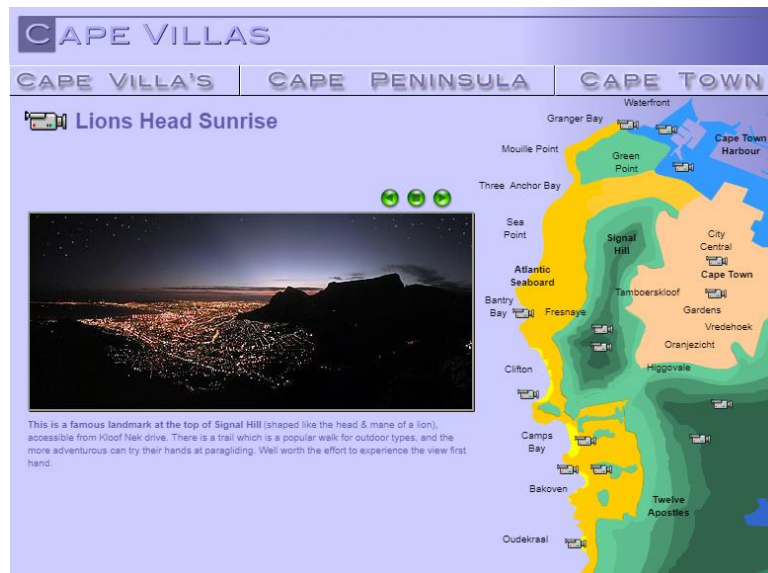 CAPE VILLAS
CAPE VILLA'S
CAPE PENINSULA
CAPE TOWN
Lions Head Sunrise
This is a famous landmark at the top of Signal Hill (shaped like the head & mane of a lion),
accessible from Kloof Nek drive. There is a trail which is a popular walk for outdoor types, and the
more adventurous can try their hands at paragliding. Well worth the effort to experience the view first
hand.
Waterfront
Granger Bay
Cape Town
Harbour
Mouille Point
Green
Point
Three Anchor Bay
Sea
Point
Signal
Hill
City
Central
Atlantic
Seaboard
Cape Town
Tamboerskloof
Bantry
Bay
Fresnaye
Gardens
Vredehoek
Oranjezicht
Clifton
Higgovale
Camps
Bay
Bakoven
Twelve
Apostles
Oudekraal